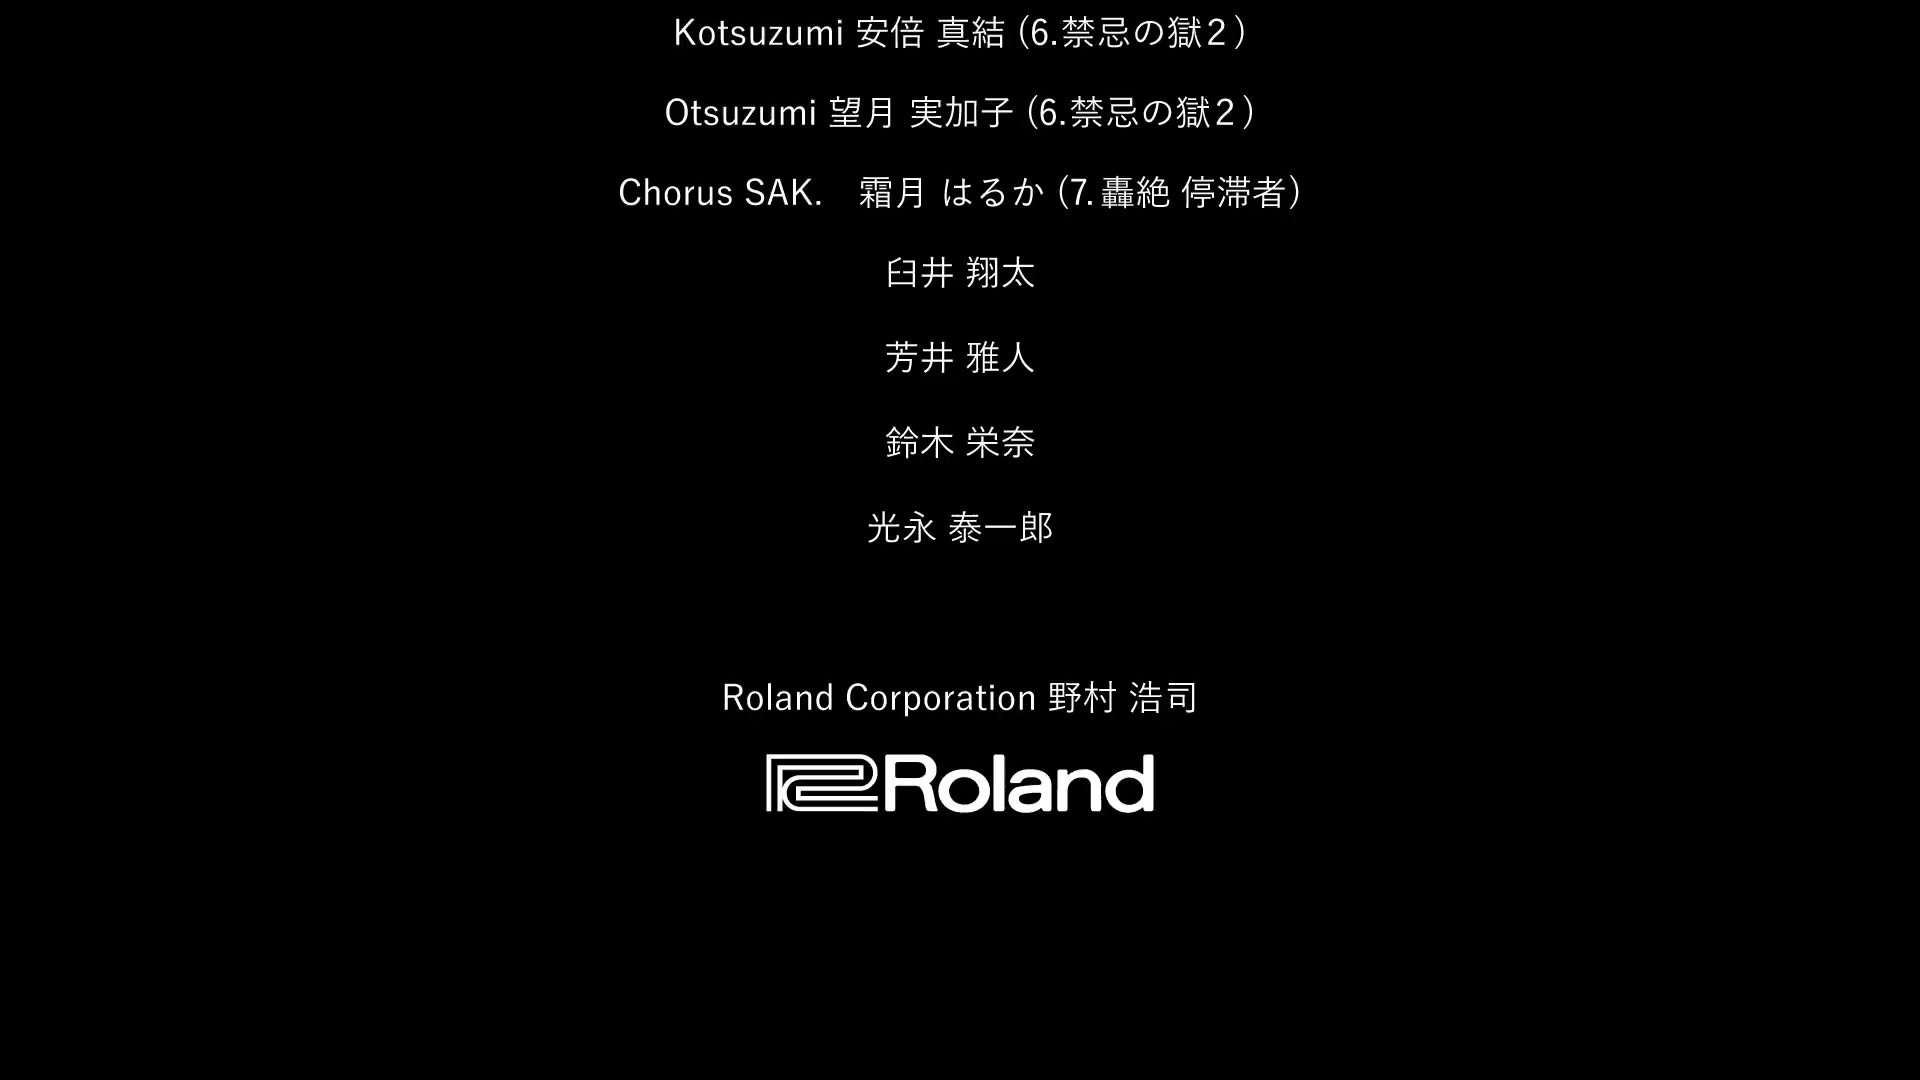 Kotsuzumi 安倍 真結 (6.禁忌の獄２)
Otsuzumi 望月 実加子 (6.禁忌の獄２)
Chorus SAK.　霜月 はるか (7.轟絶 停滞者)
臼井 翔太
芳井 雅人
鈴木 栄奈
光永 泰一郎
Roland Corporation 野村 浩司
Roland